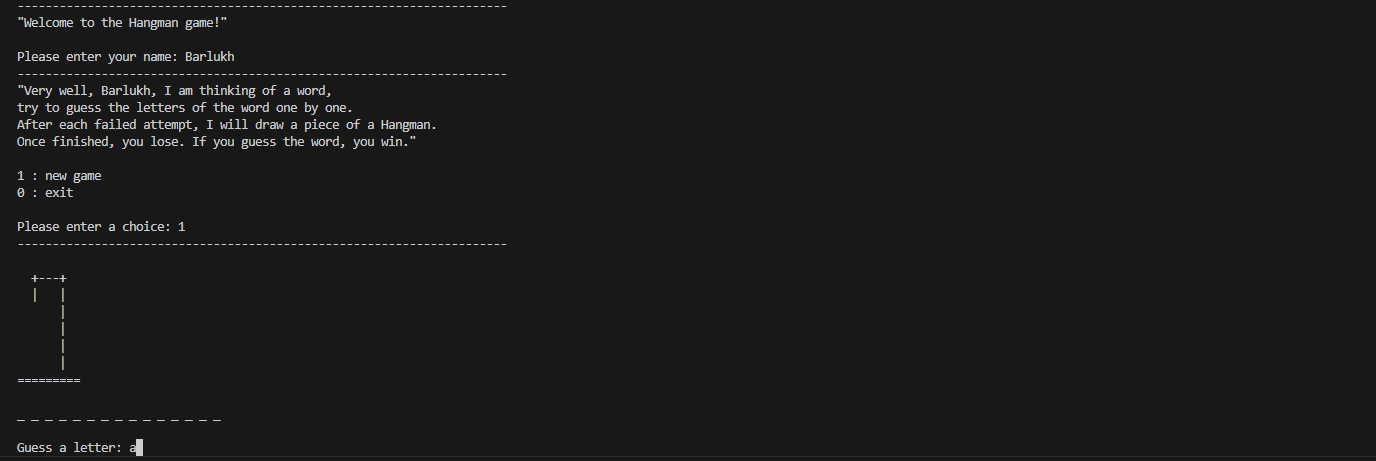 ----------------------------------------------------------------------
"Welcome to the Hangman game!"
Please enter your name: Barlukh
----------------------------------------------------------------------
"Very well, Barlukh, I am thinking of a word,
try to guess the letters of the word one by one.
After each failed attempt, I will draw a piece of a Hangman.
Once finished, you lose. If you guess the word, you win."
1 : new game
0 : exit
Please enter a choice: 1
----------------------------------------------------------------------
  +---+
  |   |
      |
      |
      |
      |
=========
_ _ _ _ _ _ _ _ _ _ _ _ _ _ _
Guess a letter: a